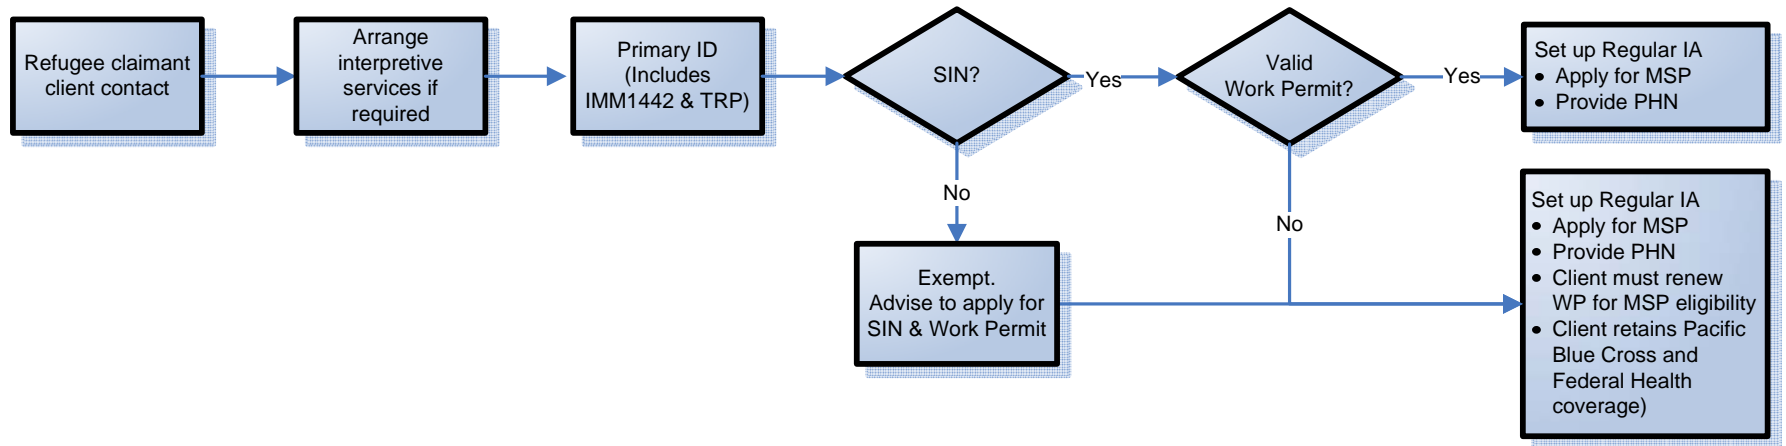 Refugee claimant
client contact
Arrange
interpretive
services if
required
Primary ID
(Includes
IMM1442 & TRP)
SIN?
Yes
Valid
Work Permit?
Yes
Set up Regular IA
• Apply for MSP
• Provide PHN
No
No
Exempt.
Advise to apply for
SIN & Work Permit
Set up Regular IA
• Apply for MSP
• Provide PHN
• Client must renew
WP for MSP eligibility
• Client retains Pacific
Blue Cross and
Federal Health
coverage)